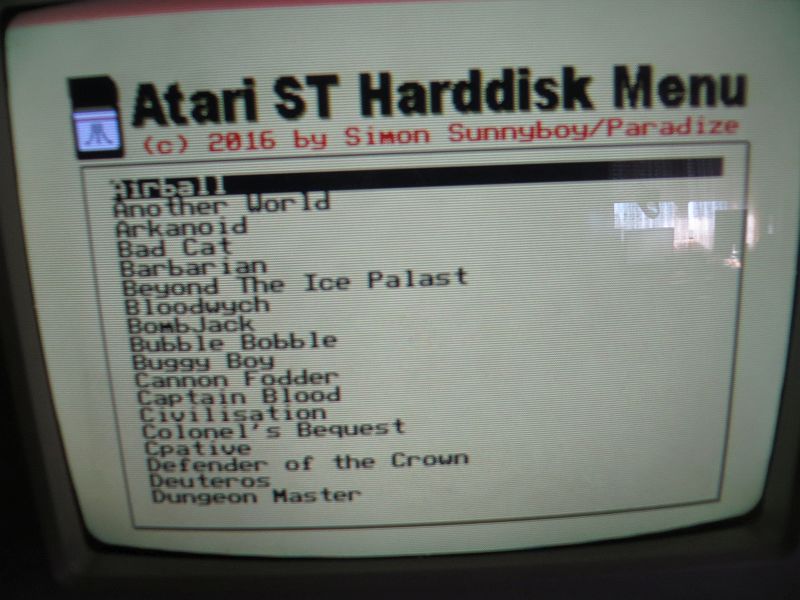 Atari ST Harddisk Menu
(c) 2016 by Simon Sunnyboy/Paradize
Airball
Another World
Arkanoid
Bad Cat
Barbarian
Beyond The Ice Palast
Bloodwych
BombJack
Bubble Bobble
Buggy Boy
Cannon Fodder
Captain Blood
Civilisation
Colonel's Bequest
Cpative
Defender of the Crown
Deuteros
Dungeon Master